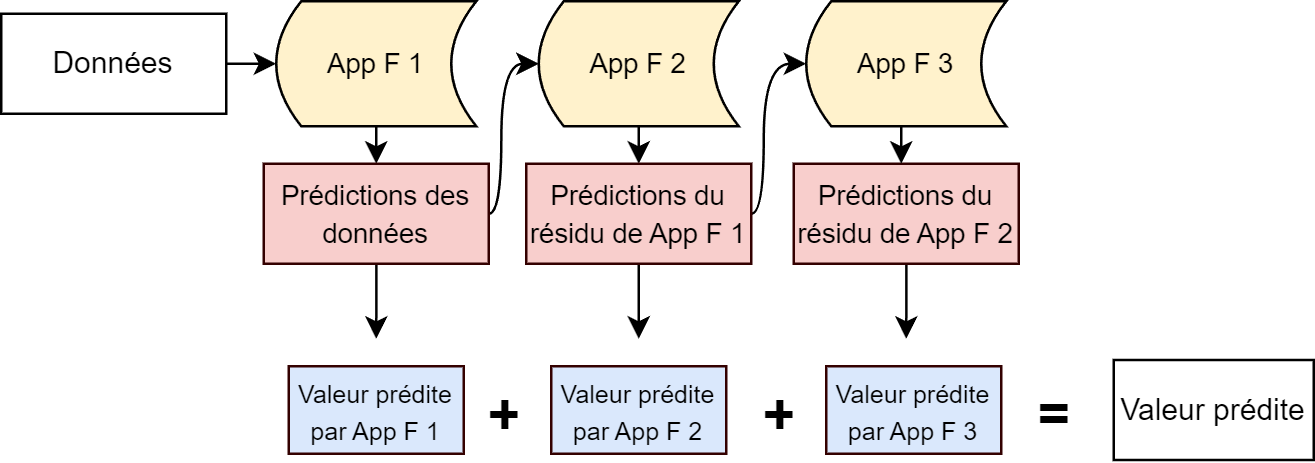 Données
App F 1
App F 2
App F 3
Prédictions des
données
Prédictions du
résidu de App F 1
Prédictions du
résidu de App F 2
Valeur prédite
par App F 1
+
Valeur prédite
par App F 2
+
Valeur prédite
par App F 3
=
Valeur prédite